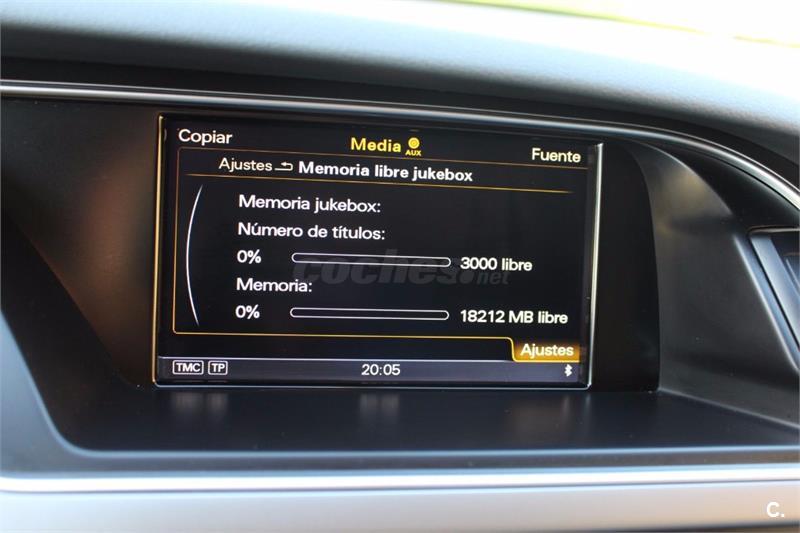 Copiar
Media
AUX
Fuente
Ajustes
Memoria libre jukebox
Memoria jukebox:
Número de títulos:
0%
3000 libre
coches.net
Memoria:
0%
18212 MB libre
Ajustes
TMC TP
20:05
C.